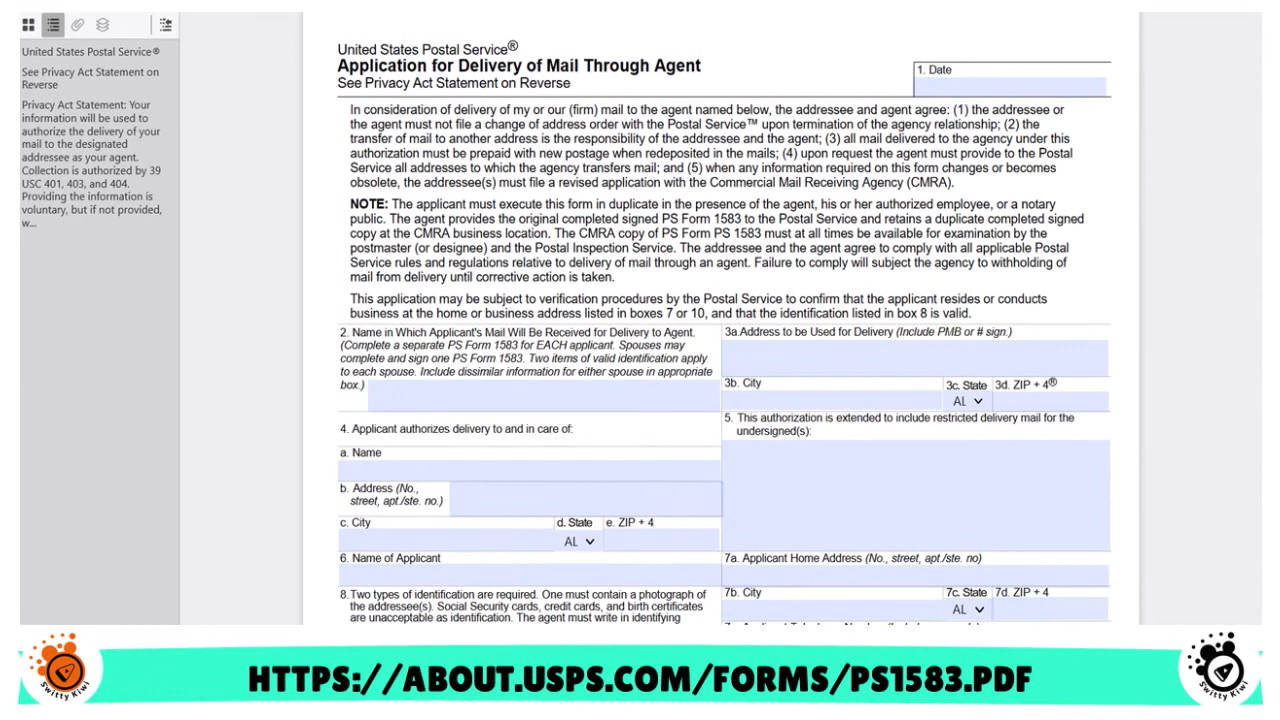 United States Postal Service®
See Privacy Act Statement on
Reverse
Privacy Act Statement: Your
information will be used to
authorize the delivery of your
mail to the designated
addressee as your agent.
Collection is authorized by 39
USC 401, 403, and 404.
Providing the information is
voluntary, but if not provided,
w...
United States Postal Service®
Application for Delivery of Mail Through Agent
See Privacy Act Statement on Reverse
1. Date
In consideration of delivery of my or our (firm) mail to the agent named below, the addressee and agent agree: (1) the addressee or
the agent must not file a change of address order with the Postal Service™ upon termination of the agency relationship; (2) the
transfer of mail to another address is the responsibility of the addressee and the agent; (3) all mail delivered to the agency under this
authorization must be prepaid with new postage when redeposited in the mails; (4) upon request the agent must provide to the Postal
Service all addresses to which the agency transfers mail; and (5) when any information required on this form changes or becomes
obsolete, the addressee(s) must file a revised application with the Commercial Mail Receiving Agency (CMRA).
NOTE: The applicant must execute this form in duplicate in the presence of the agent, his or her authorized employee, or a notary
public. The agent provides the original completed signed PS Form 1583 to the Postal Service and retains a duplicate completed signed
copy at the CMRA business location. The CMRA copy of PS Form PS 1583 must at all times be available for examination by the
postmaster (or designee) and the Postal Inspection Service. The addressee and the agent agree to comply with all applicable Postal
Service rules and regulations relative to delivery of mail through an agent. Failure to comply will subject the agency to withholding of
mail from delivery until corrective action is taken.
This application may be subject to verification procedures by the Postal Service to confirm that the applicant resides or conducts
business at the home or business address listed in boxes 7 or 10, and that the identification listed in box 8 is valid.
2. Name in Which Applicant's Mail Will Be Received for Delivery to Agent.
(Complete a separate PS Form 1583 for EACH applicant. Spouses may
complete and sign one PS Form 1583. Two items of valid identification apply
to each spouse. Include dissimilar information for either spouse in appropriate
box.)
3a.Address to be Used for Delivery (Include PMB or # sign.)
3b. City
3c. State
3d. ZIP + 4®
AL
4. Applicant authorizes delivery to and in care of:
a. Name
b. Address (No.,
street, apt./ste. no.)
c. City
d. State
e. ZIP + 4
AL
5. This authorization is extended to include restricted delivery mail for the
undersigned(s):
6. Name of Applicant
7a. Applicant Home Address (No., street, apt./ste. no)
7b. City
7c. State
7d. ZIP + 4
AL
8. Two types of identification are required. One must contain a photograph of
the addressee(s). Social Security cards, credit cards, and birth certificates
are unacceptable as identification. The agent must write in identifying
Switty Kiwi
HTTPS://ABOUT.USPS.COM/FORMS/PS1583.PDF
Switty Kiwi